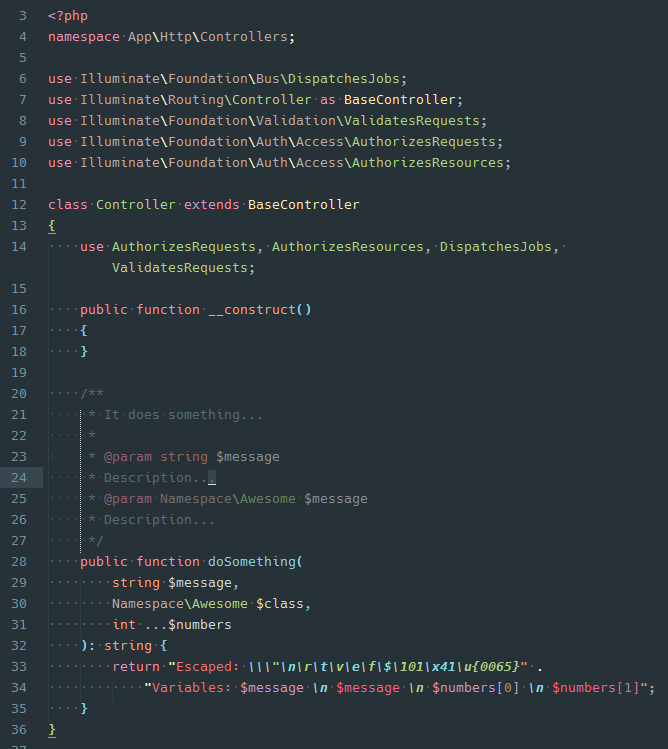 3 <?php
4 namespace App\Http\Controllers;
5
6 use Illuminate\Foundation\Bus\DispatchesJobs;
7 use Illuminate\Routing\Controller as BaseController;
8 use Illuminate\Foundation\Validation\ValidatesRequests;
9 use Illuminate\Foundation\Auth\Access\AuthorizesRequests;
10 use Illuminate\Foundation\Auth\Access\AuthorizesResources;
11
12 class Controller extends BaseController
13 {
14     use AuthorizesRequests, AuthorizesResources, DispatchesJobs,
            ValidatesRequests;
15
16     public function __construct()
17     {
18     }
19
20     /**
21      * It does something...
22      *
23      * @param string $message
24      * Description...
25      * @param Namespace\Awesome $message
26      * Description...
27      */
28     public function doSomething(
29         string $message,
30         Namespace\Awesome $class,
31         int ...$numbers
32     ): string {
33         return "Escaped: \\\"\n\r\t\v\e\f\$\101\x41\u{0065}" .
34             "Variables: $message \n $message \n $numbers[0] \n $numbers[1]";
35     }
36 }